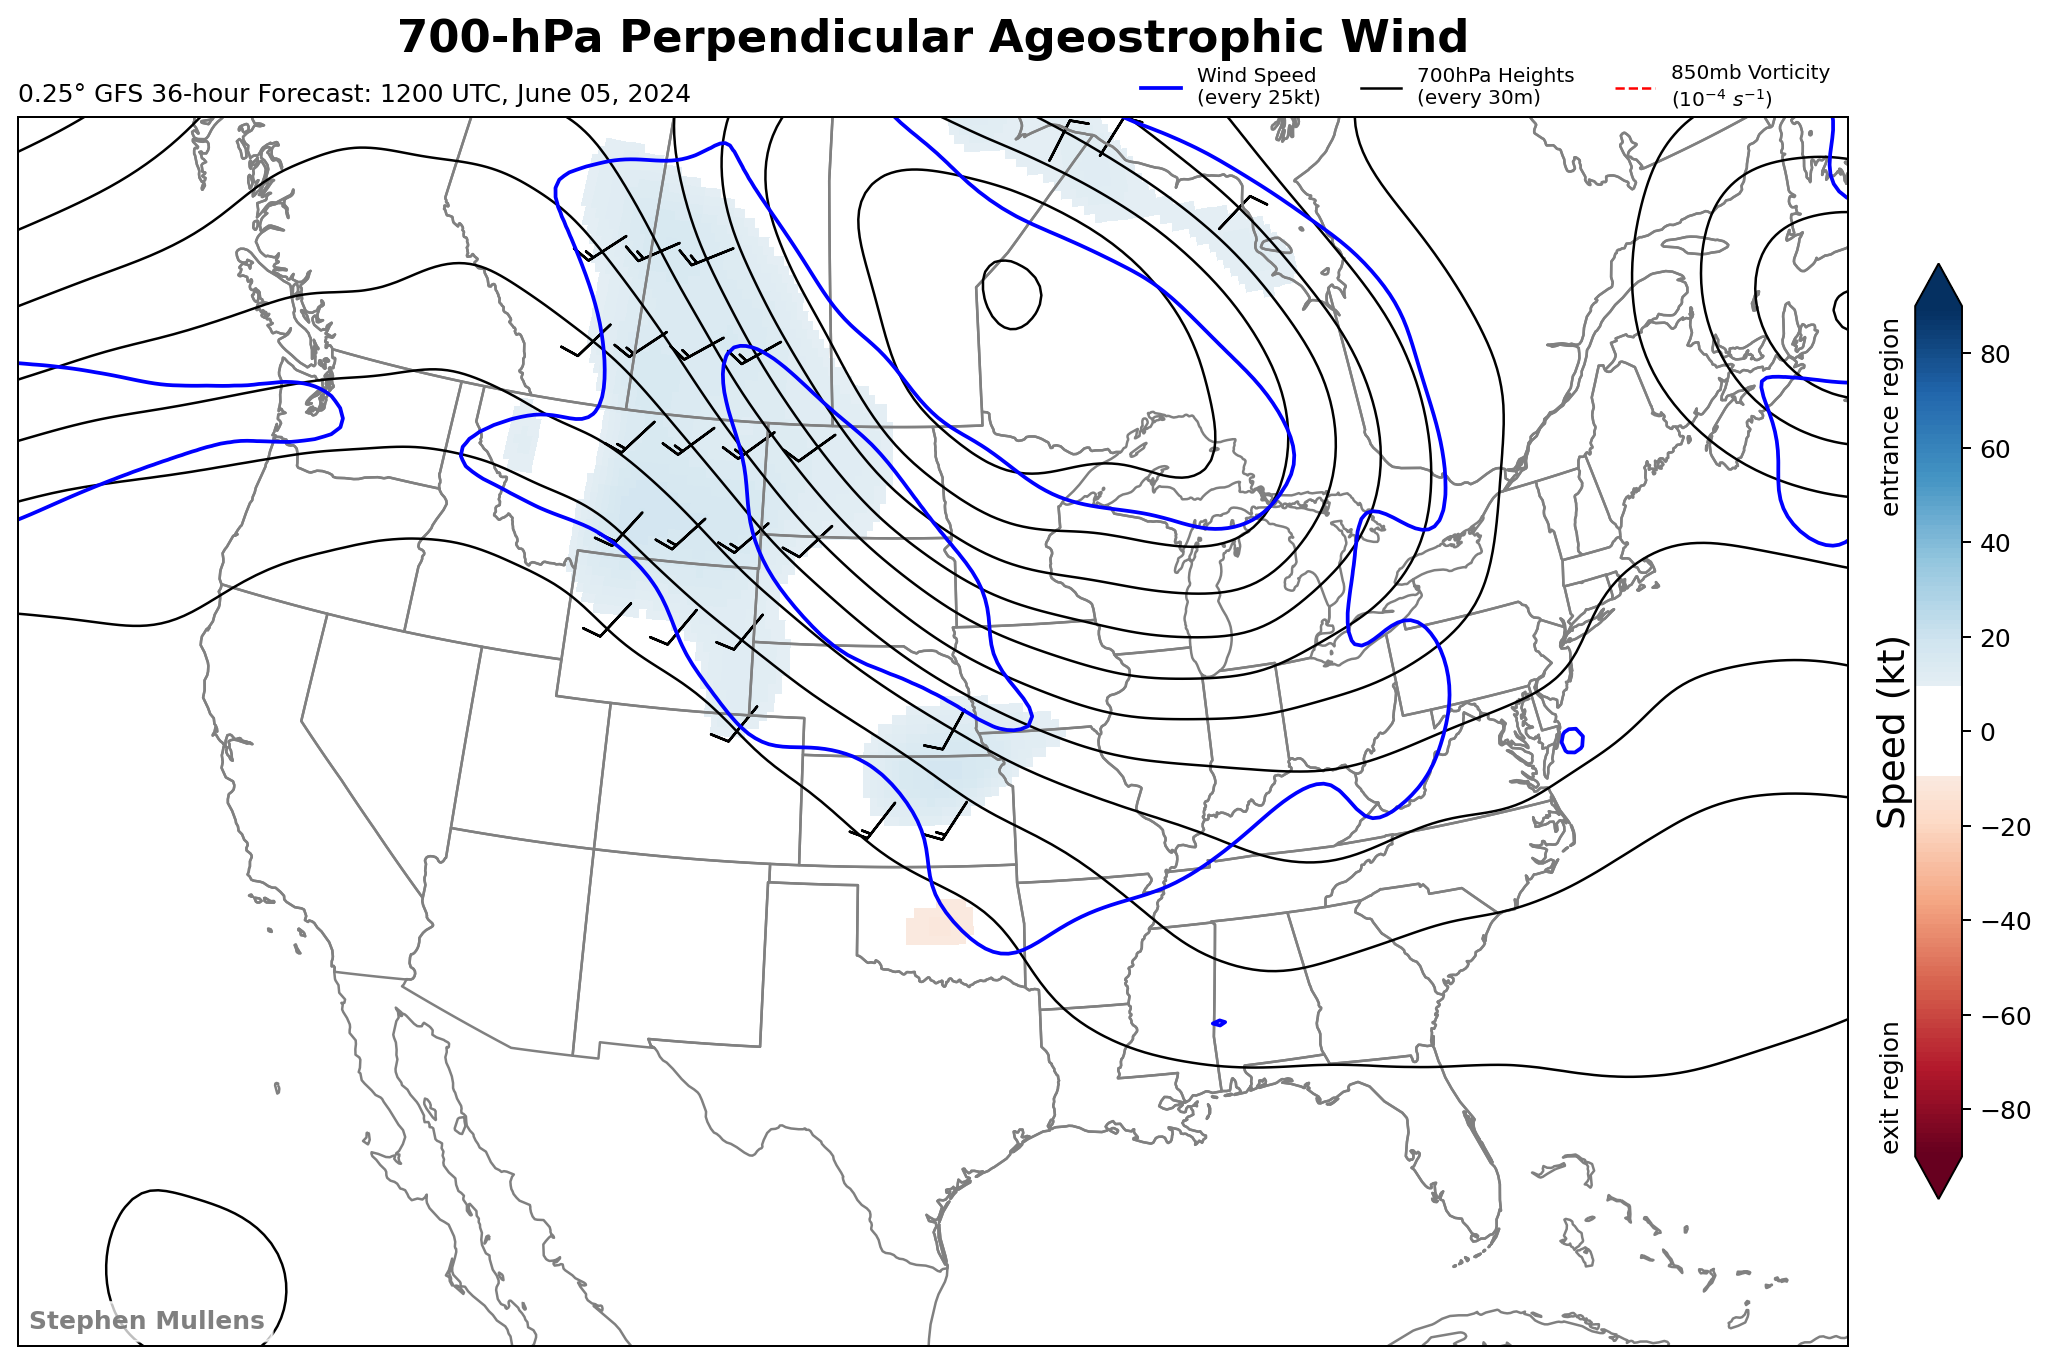 700-hPa Perpendicular Ageostrophic Wind
0.25° GFS 36-hour Forecast: 1200 UTC, June 05, 2024
Wind Speed
(every 25kt)
700hPa Heights
(every 30m)
850mb Vorticity
(10⁻⁴ s⁻¹)
entrance region
Speed (kt)
exit region
80
60
40
20
0
−20
−40
−60
−80
Stephen Mullens